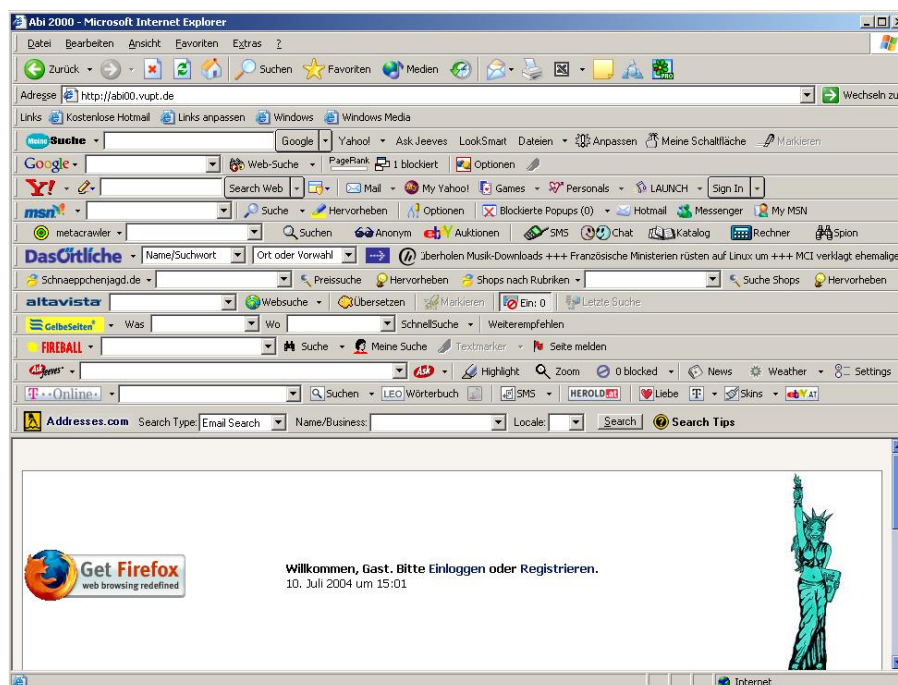 Abi 2000 - Microsoft Internet Explorer
Datei Bearbeiten Ansicht Favoriten Extras ?
Zurück Suchen Favoriten Medien PRO
Adresse http://abi00.vupt.de Wechseln zu
Links Kostenlose Hotmail Links anpassen Windows Windows Media
Meine Suche Google Yahoo! Ask Jeeves LookSmart Dateien Anpassen Meine Schaltfläche Markieren
Google Web-Suche PageRank 1 blockiert Optionen
Y! Search Web Mail My Yahoo! Games Personals LAUNCH Sign In
msn Suche Hervorheben Optionen Blockierte Popups (0) Hotmail Messenger My MSN
metacrawler Suchen Anonym ebY Auktionen SMS Chat Katalog Rechner Spion
DasÖrtliche Name/Suchwort Ort oder Vorwahl überholen Musik-Downloads +++ Französische Ministerien rüsten auf Linux um +++ MCI verklagt ehemalige
Schnaeppchenjagd.de Preissuche Hervorheben Shops nach Rubriken Suche Shops Hervorheben
altavista Websuche Übersetzen Markieren Ein: 0 Letzte Suche
GelbeSeiten Was Wo SchnellSuche Weiterempfehlen
FIREBALL Suche Meine Suche Textmarker Seite melden
Ask Jeeves Ask Highlight Zoom 0 blocked News Weather Settings
T··Online· Suchen LEO Wörterbuch SMS HEROLD Liebe T Skins ebY AT
Addresses.com Search Type: Email Search Name/Business: Locale: Search Search Tips
Get Firefox
web browsing redefined
Willkommen, Gast. Bitte Einloggen oder Registrieren.
10. Juli 2004 um 15:01
Internet